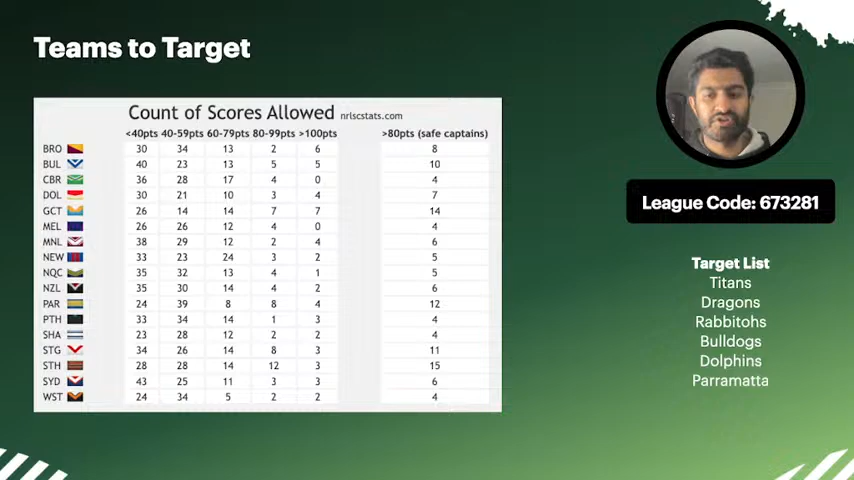 Teams to Target
Count of Scores Allowed nrlscstats.com
<40pts 40-59pts 60-79pts 80-99pts >100pts >80pts (safe captains)
BRO 30 34 13 2 6 8
BUL 40 23 13 5 5 10
CBR 36 28 17 4 0 4
DOL 30 21 10 3 4 7
GCT 26 14 14 7 7 14
MEL 26 26 12 4 0 4
MNL 38 29 12 2 4 6
NEW 33 23 24 3 2 5
NQC 35 32 13 4 1 5
NZL 35 30 14 4 2 6
PAR 24 39 8 8 4 12
PTH 33 34 14 1 3 4
SHA 23 28 12 2 2 4
STG 34 26 14 8 3 11
STH 28 28 14 12 3 15
SYD 43 25 11 3 3 6
WST 24 34 5 2 2 4
League Code: 673281
Target List
Titans
Dragons
Rabbitohs
Bulldogs
Dolphins
Parramatta